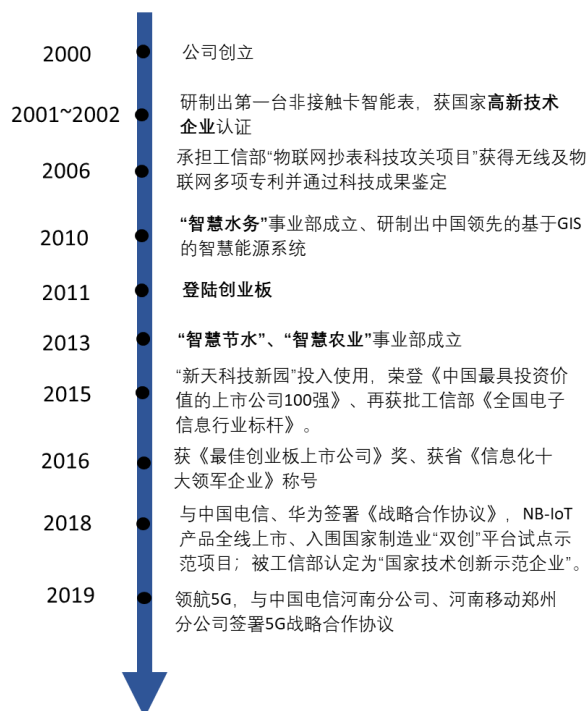 2000
公司创立
2001~2002
研制出第一台非接触卡智能表，获国家高新技术
企业认证
2006
承担工信部“物联网抄表科技攻关项目”获得无线及物
联网多项专利并通过科技成果鉴定
2010
“智慧水务”事业部成立、研制出中国领先的基于GIS
的智慧能源系统
2011
登陆创业板
2013
“智慧节水”、“智慧农业”事业部成立
2015
“新天科技新园”投入使用，荣登《中国最具投资价
值的上市公司100强》、再获批工信部《全国电子
信息行业标杆》。
2016
获《最佳创业板上市公司》奖、获省《信息化十
大领军企业》称号
2018
与中国电信、华为签署《战略合作协议》，NB-IoT
产品全线上市、入围国家制造业“双创”平台试点示
范项目；被工信部认定为“国家技术创新示范企业”。
2019
领航5G，与中国电信河南分公司、河南移动郑州
分公司签署5G战略合作协议